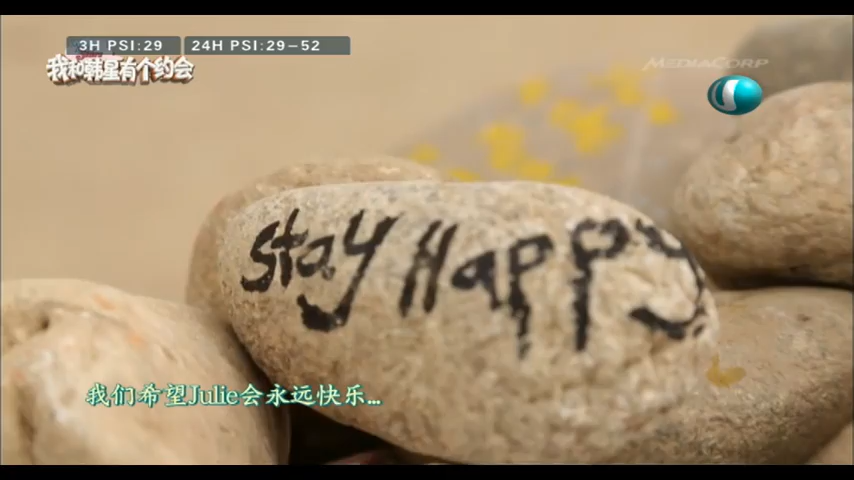 3H PSI:29 24H PSI:29-52
我和韩星有个约会
MEDIACORP
Stay Happy
我们希望Julie会永远快乐...